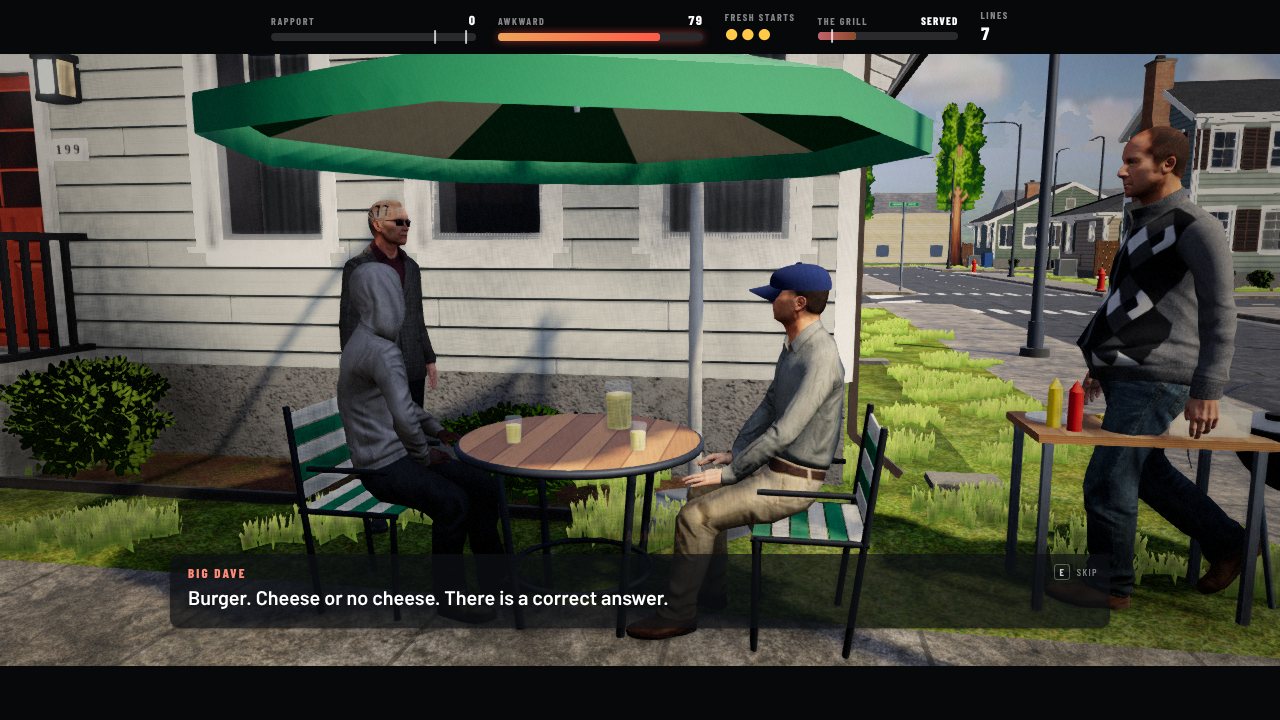 RAPPORT 0
AWKWARD 79
FRESH STARTS
THE GRILL SERVED
LINES
7
199
BIG DAVE
E SKIP
Burger. Cheese or no cheese. There is a correct answer.